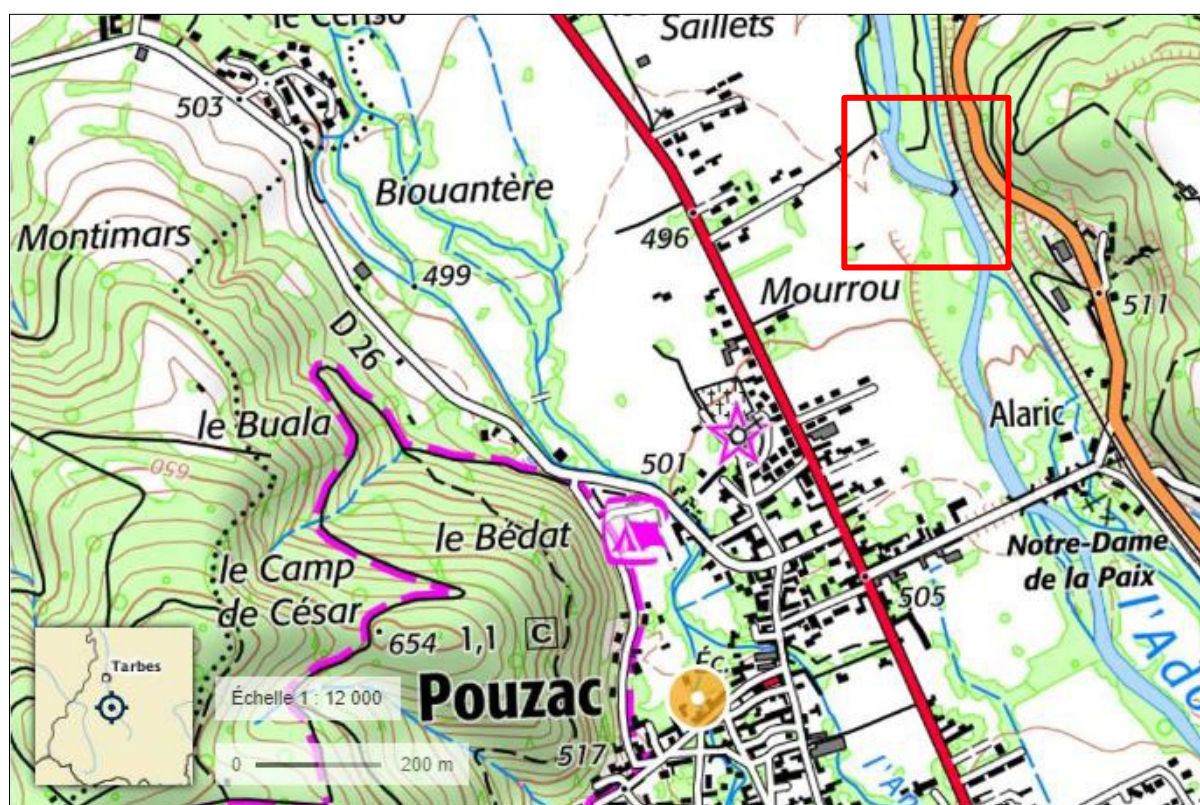 Saillets
503
Biouantère
Montimars
496
499
Mourrou
511
D 26
le Buala
Alaric
650
501
le Bédat
le Camp
de César
Notre-Dame
de la Paix
505
654
1,1
C
Éc.
Pouzac
517
Tarbes
Échelle 1 : 12 000
0
200 m